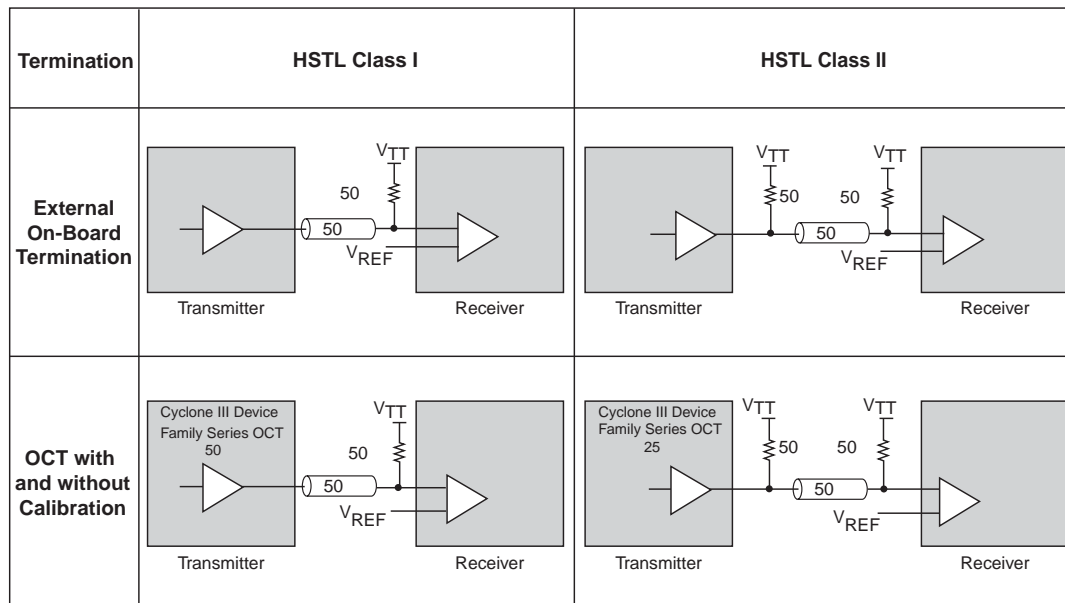 Termination
HSTL Class I
HSTL Class II
External
On-Board
Termination
VTT
50
50
VREF
Transmitter
Receiver
VTT
50
VTT
50
50
VREF
Transmitter
Receiver
OCT with
and without
Calibration
Cyclone III Device
Family Series OCT
50
VTT
50
50
VREF
Transmitter
Receiver
Cyclone III Device
Family Series OCT
25
VTT
50
VTT
50
50
VREF
Transmitter
Receiver